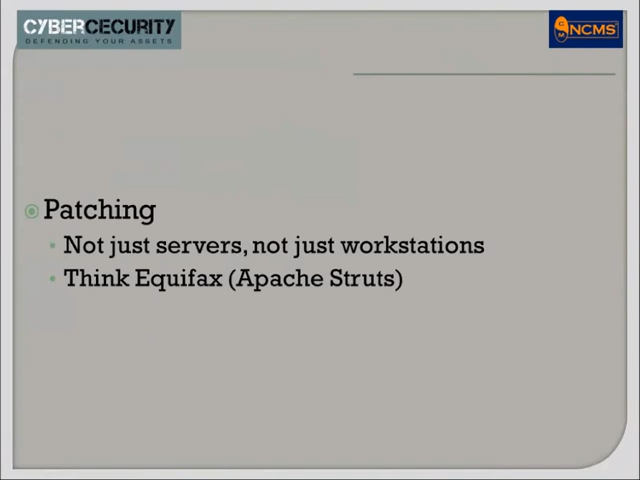 CYBERCECURITY
DEFENDING YOUR ASSETS
NCMS
Patching
Not just servers, not just workstations
Think Equifax (Apache Struts)